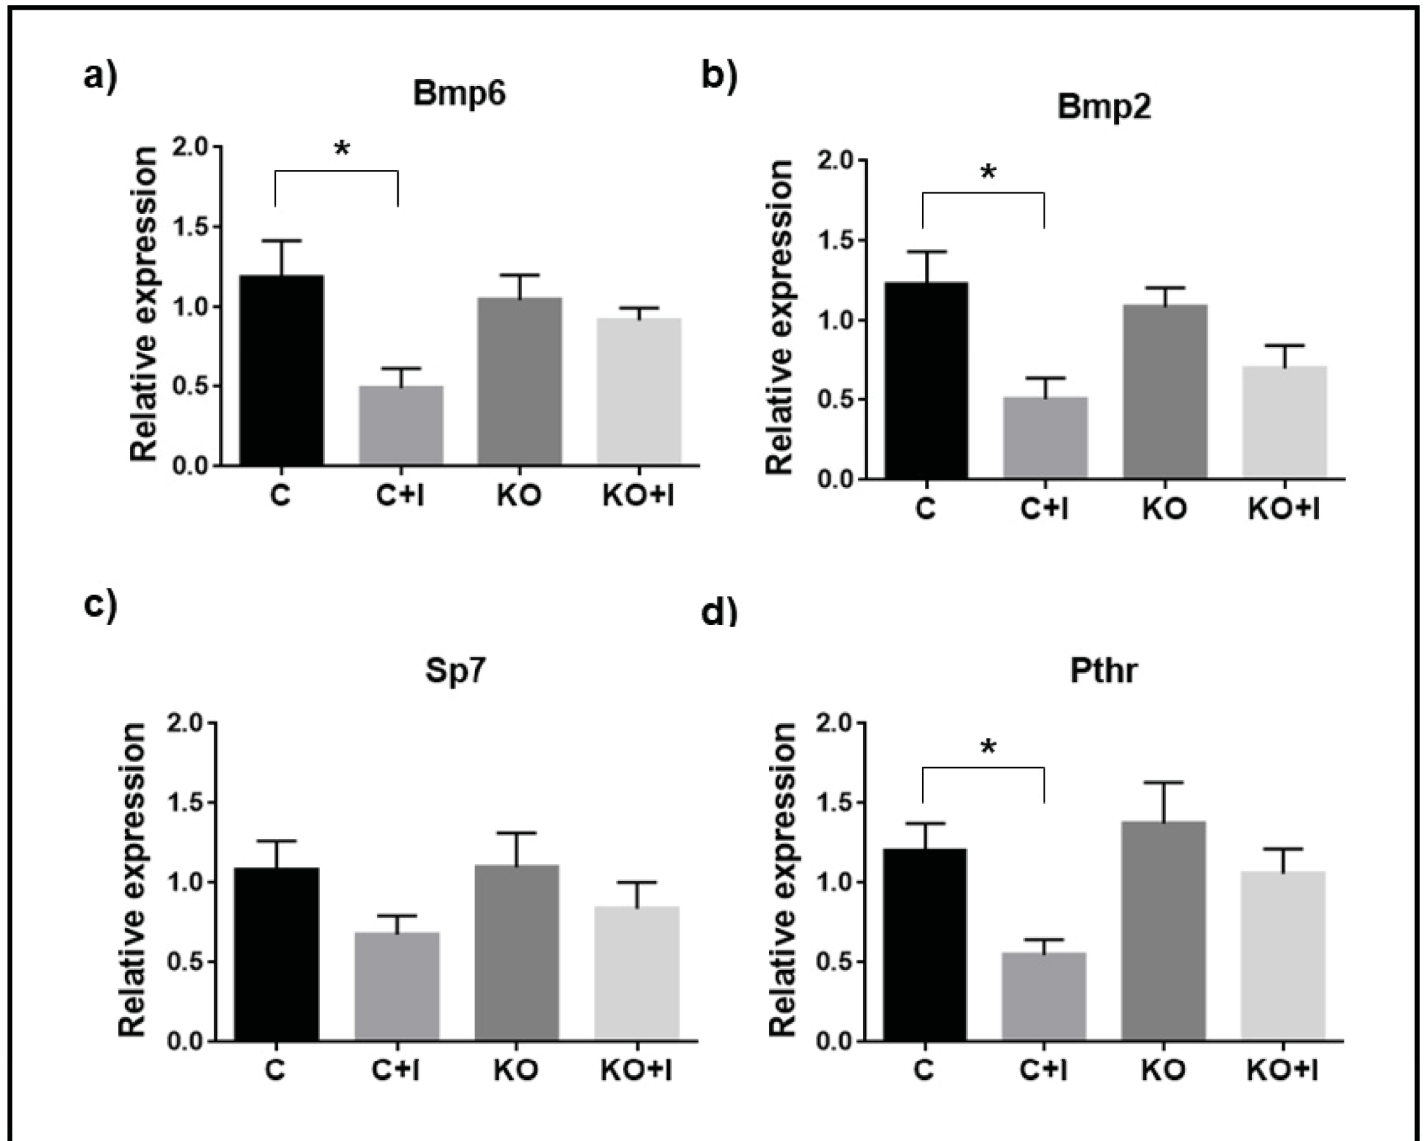 a)
Bmp6
Relative expression
2.0
1.5
1.0
0.5
0.0
*
C C+I KO KO+I
b)
Bmp2
Relative expression
2.0
1.5
1.0
0.5
0.0
*
C C+I KO KO+I
c)
Sp7
Relative expression
2.0
1.5
1.0
0.5
0.0
C C+I KO KO+I
d)
Pthr
Relative expression
2.0
1.5
1.0
0.5
0.0
*
C C+I KO KO+I